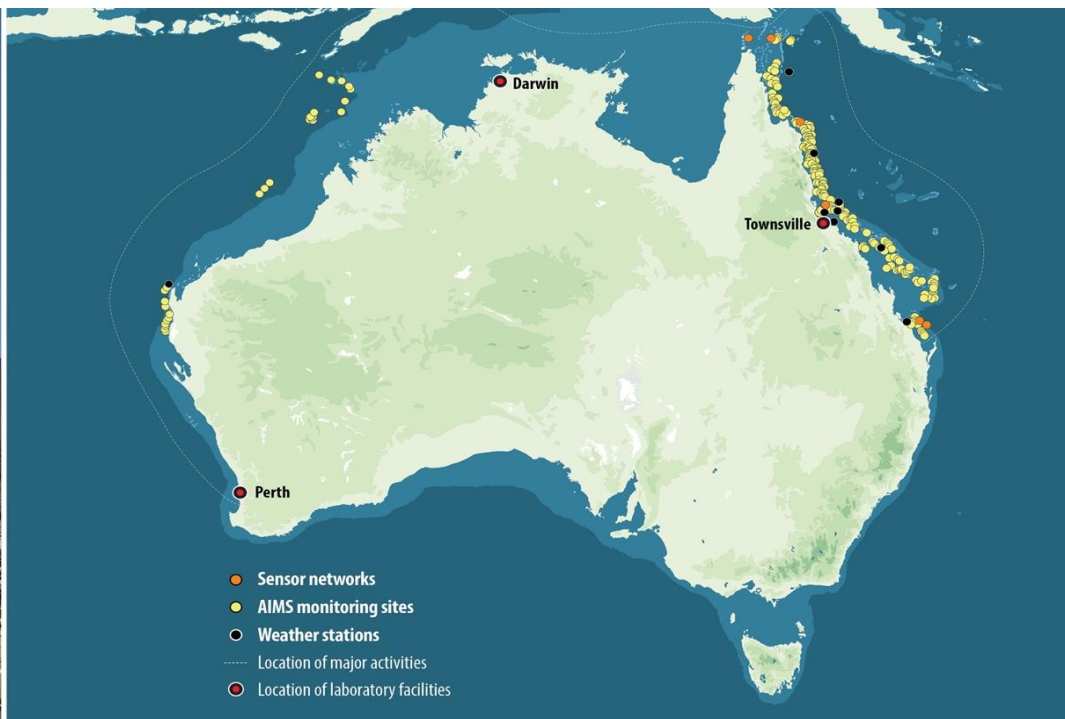 Darwin
Townsville
Perth
Sensor networks
AIMS monitoring sites
Weather stations
Location of major activities
Location of laboratory facilities